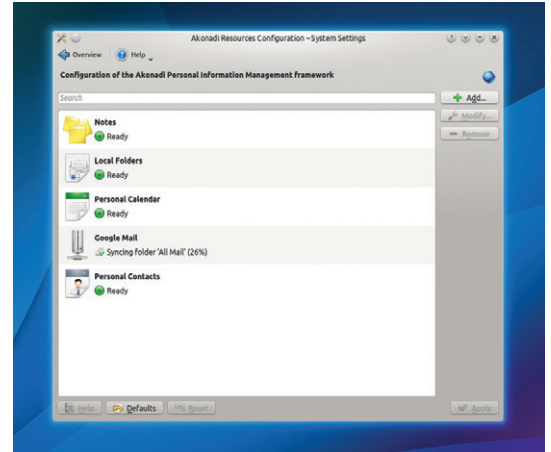 Akonadi Resources Configuration – System Settings
Overview Help
Configuration of the Akonadi Personal Information Management framework
Search
Add...
Modify...
Remove
Notes
Ready
Local Folders
Ready
Personal Calendar
Ready
Google Mail
Syncing folder 'All Mail' (26%)
Personal Contacts
Ready
Help Defaults Reset Apply